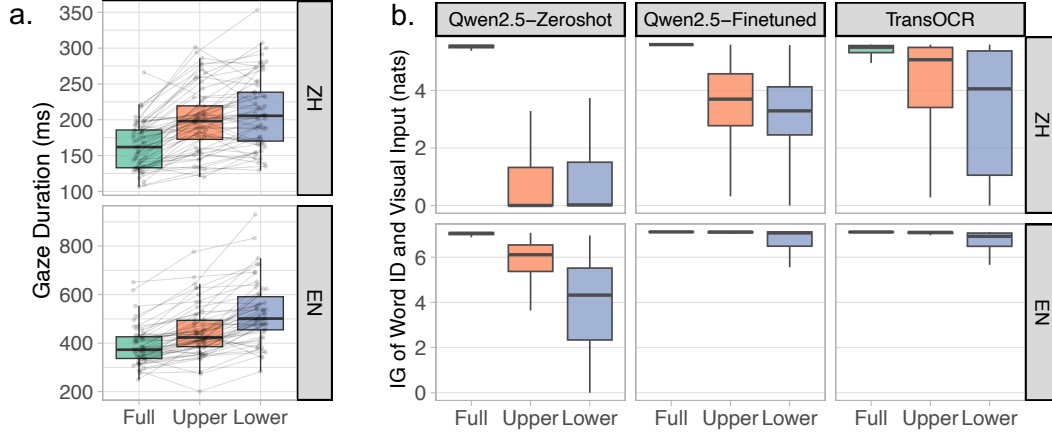 a.
Gaze Duration (ms)
350
300
250
200
150
100
ZH
800
600
400
200
EN
Full Upper Lower
b.
Qwen2.5-Zeroshot Qwen2.5-Finetuned TransOCR
IG of Word ID and Visual Input (nats)
4
2
0
ZH
6
4
2
0
EN
Full Upper Lower Full Upper Lower Full Upper Lower